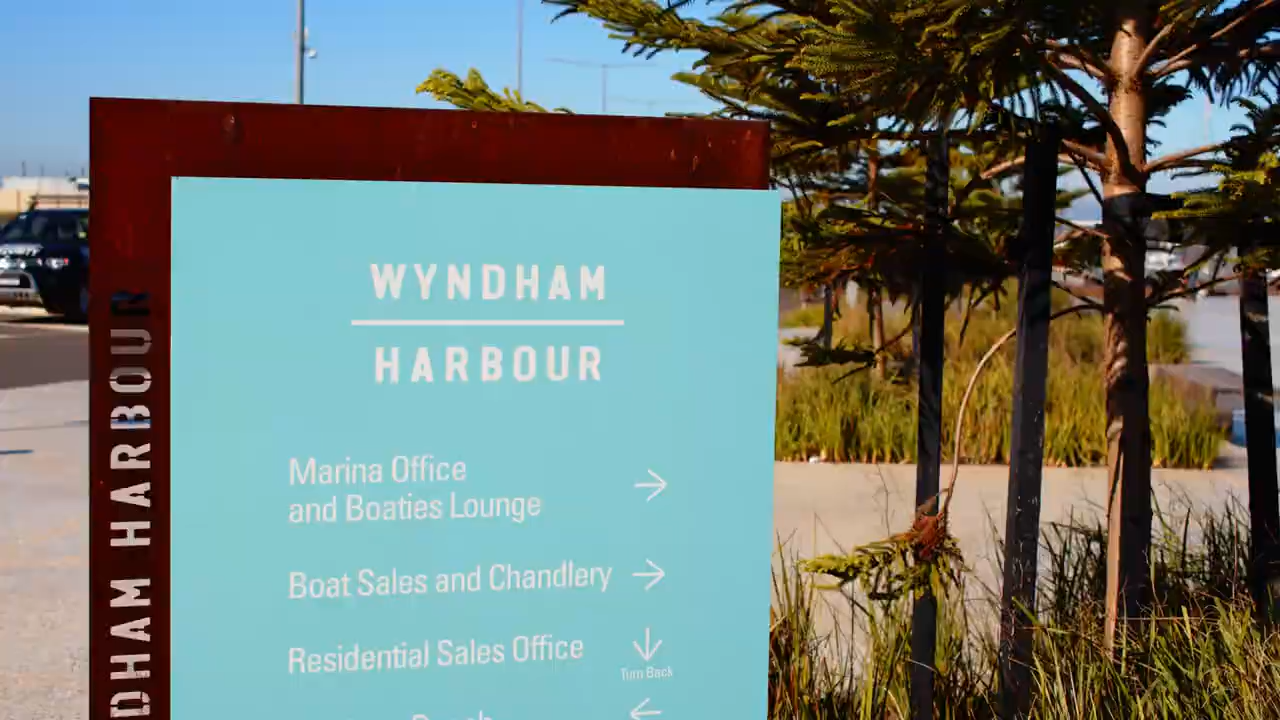 WYNDHAM
HARBOUR
Marina Office
and Boaties Lounge
Boat Sales and Chandlery
Residential Sales Office
Turn Back
DHAM HARBOUR